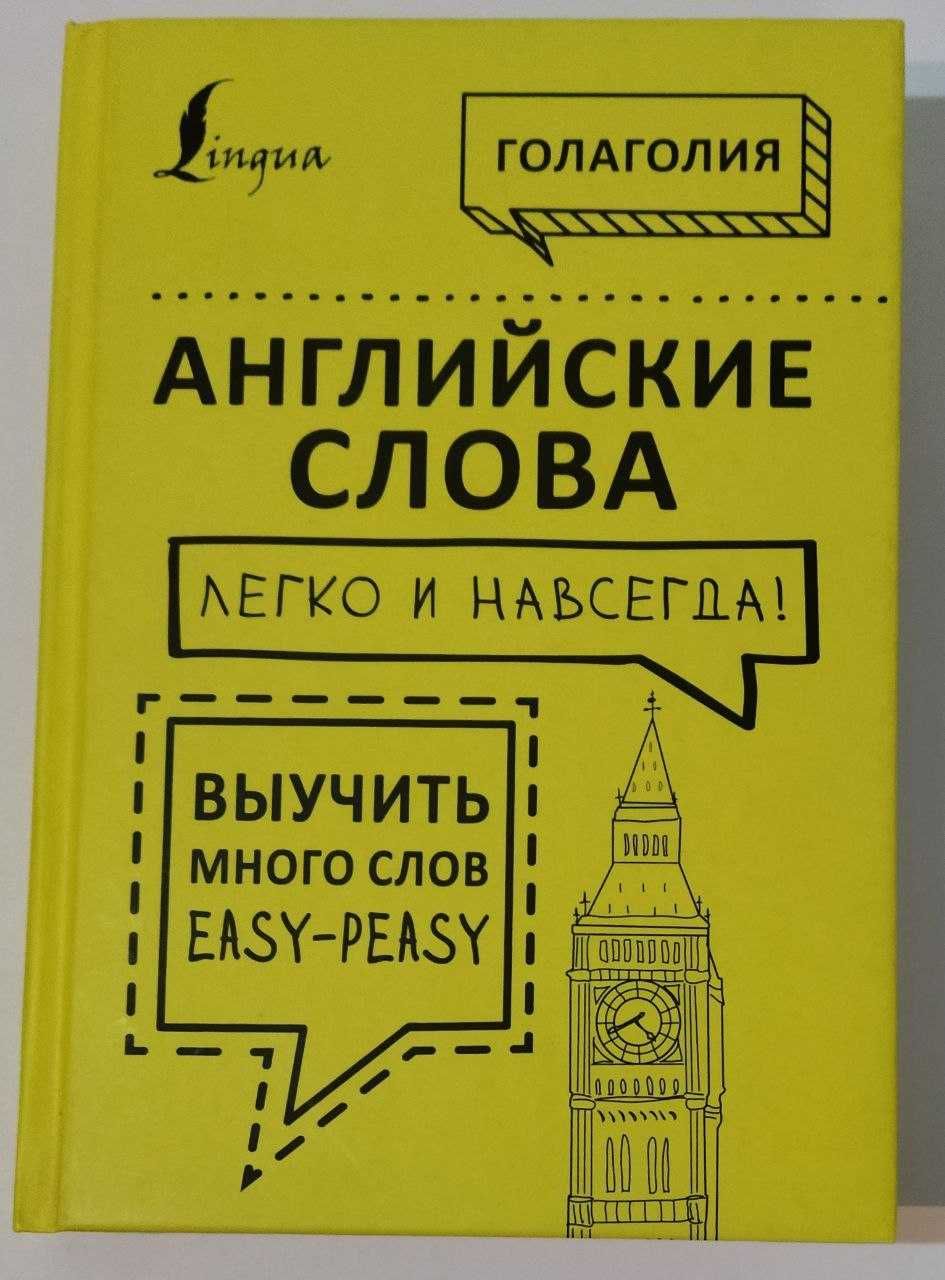 Lingua
ГОЛАГОЛИЯ
АНГЛИЙСКИЕ
СЛОВА
ЛЕГКО И НАВСЕГДА!
ВЫУЧИТЬ
МНОГО СЛОВ
EASY-PEASY